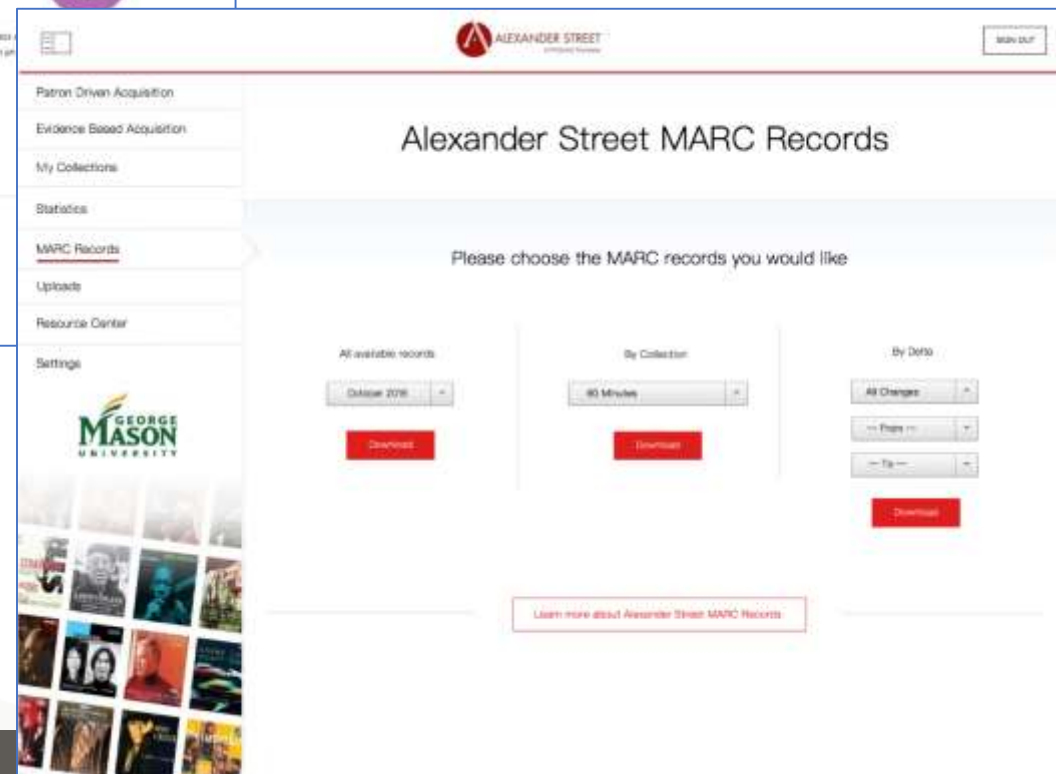 ALEXANDER STREET
SIGN OUT
Patron Driven Acquisition
Evidence Based Acquisition
My Collections
Statistics
MARC Records
Uploads
Resource Center
Settings
GEORGE
MASON
UNIVERSITY
Alexander Street MARC Records
Please choose the MARC records you would like
All available records
October 2016
Download
By Collection
60 Minutes
Download
By Delta
All Changes
--- From ---
--- To ---
Download
Learn more about Alexander Street MARC Records